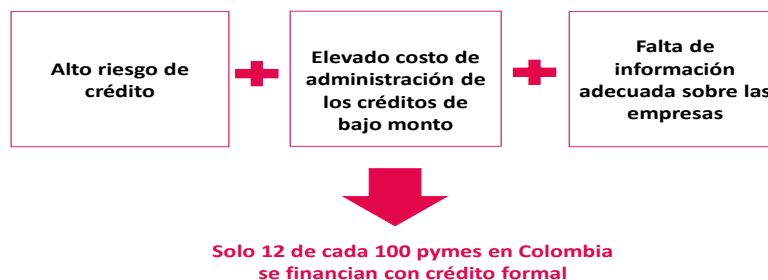 Alto riesgo de
crédito
Elevado costo de
administración de
los créditos de
bajo monto
Falta de
información
adecuada sobre las
empresas
Solo 12 de cada 100 pymes en Colombia
se financian con crédito formal